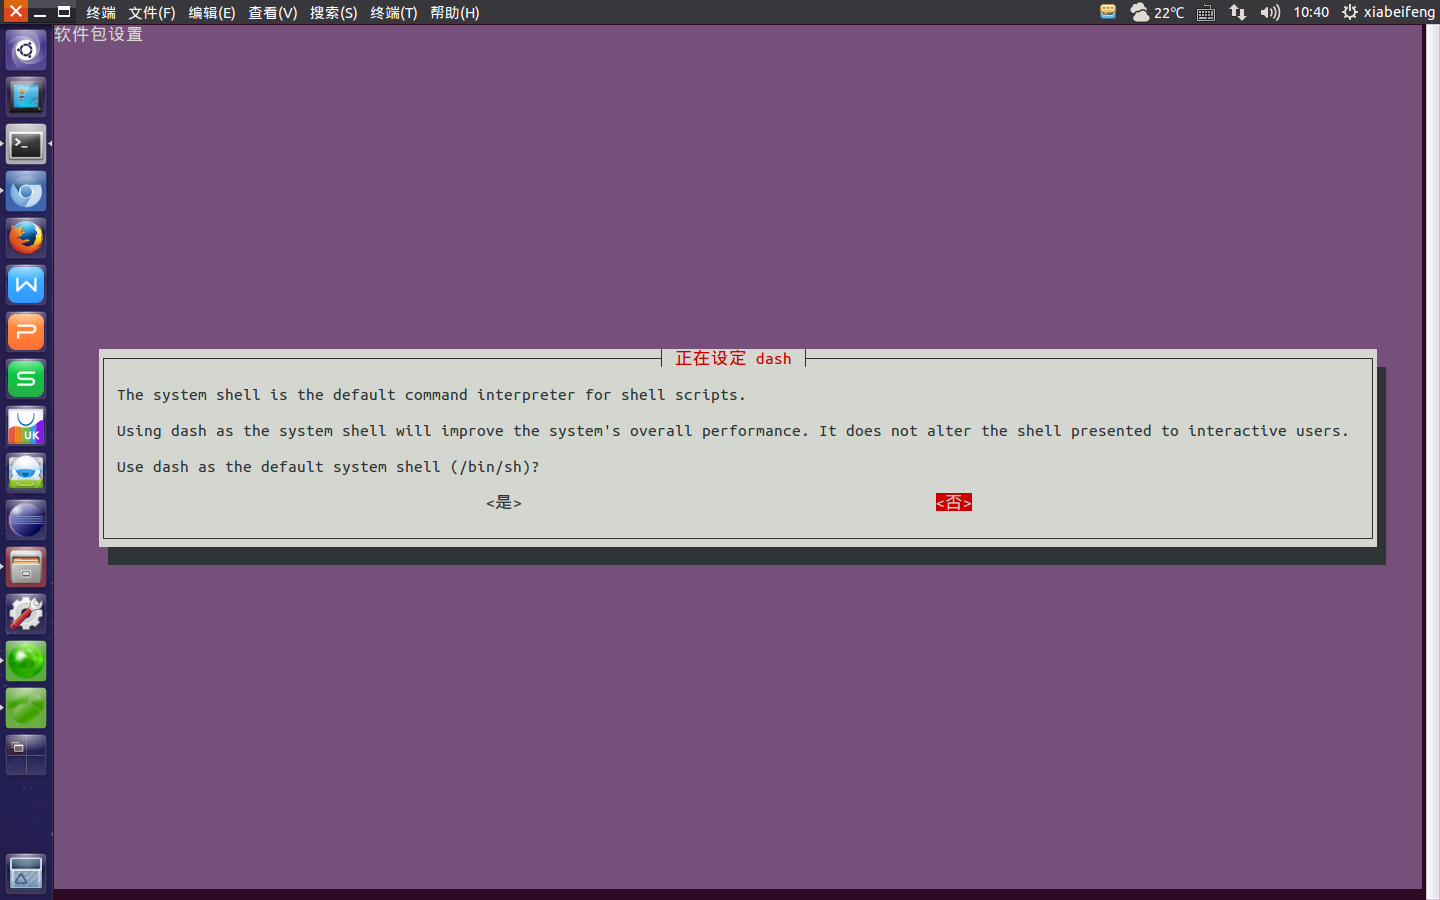 终端 文件(F) 编辑(E) 查看(V) 搜索(S) 终端(T) 帮助(H) 22℃ 10:40 xiabeifeng
软件包设置
正在设定 dash
The system shell is the default command interpreter for shell scripts.
Using dash as the system shell will improve the system's overall performance. It does not alter the shell presented to interactive users.
Use dash as the default system shell (/bin/sh)?
<是> <否>
UK